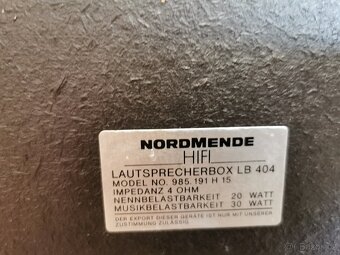 NORDMENDE
HIFI
LAUTSPRECHERBOX LB 404
MODEL NO. 985.191 H 15
IMPEDANZ 4 OHM
NENNBELASTBARKEIT 20 WATT
MUSIKBELASTBARKEIT 30 WATT
DER EXPORT DIESER GERÄTE IST NUR MIT UNSERER
ZUSTIMMUNG ZULÄSSIG.